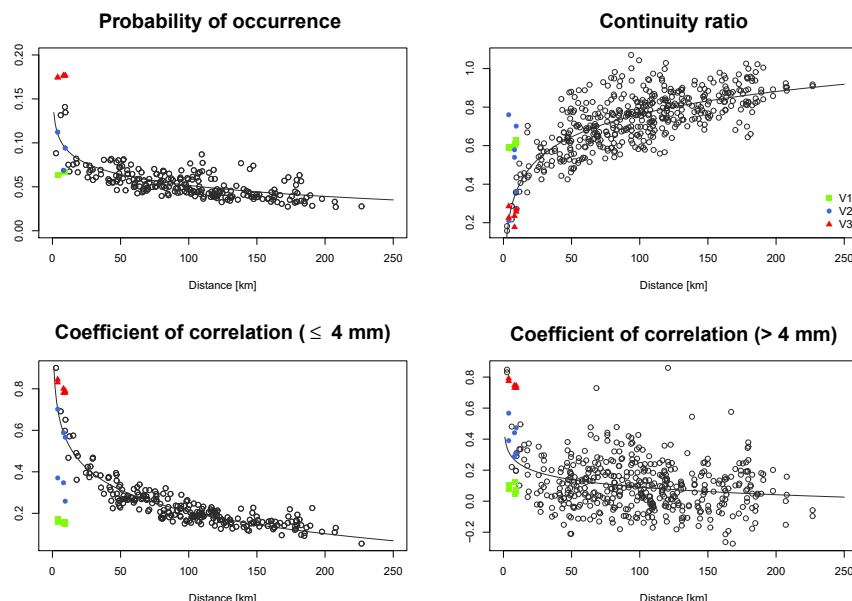 Probability of occurrence
0.20
0.15
0.10
0.05
0.00
0 50 100 150 200 250
Distance [km]
Continuity ratio
1.0
0.8
0.6
0.4
0.2
V1
V2
V3
0 50 100 150 200 250
Distance [km]
Coefficient of correlation ( ≤ 4 mm)
0.8
0.6
0.4
0.2
0 50 100 150 200 250
Distance [km]
Coefficient of correlation (> 4 mm)
0.8
0.6
0.4
0.2
0.0
−0.2
0 50 100 150 200 250
Distance [km]